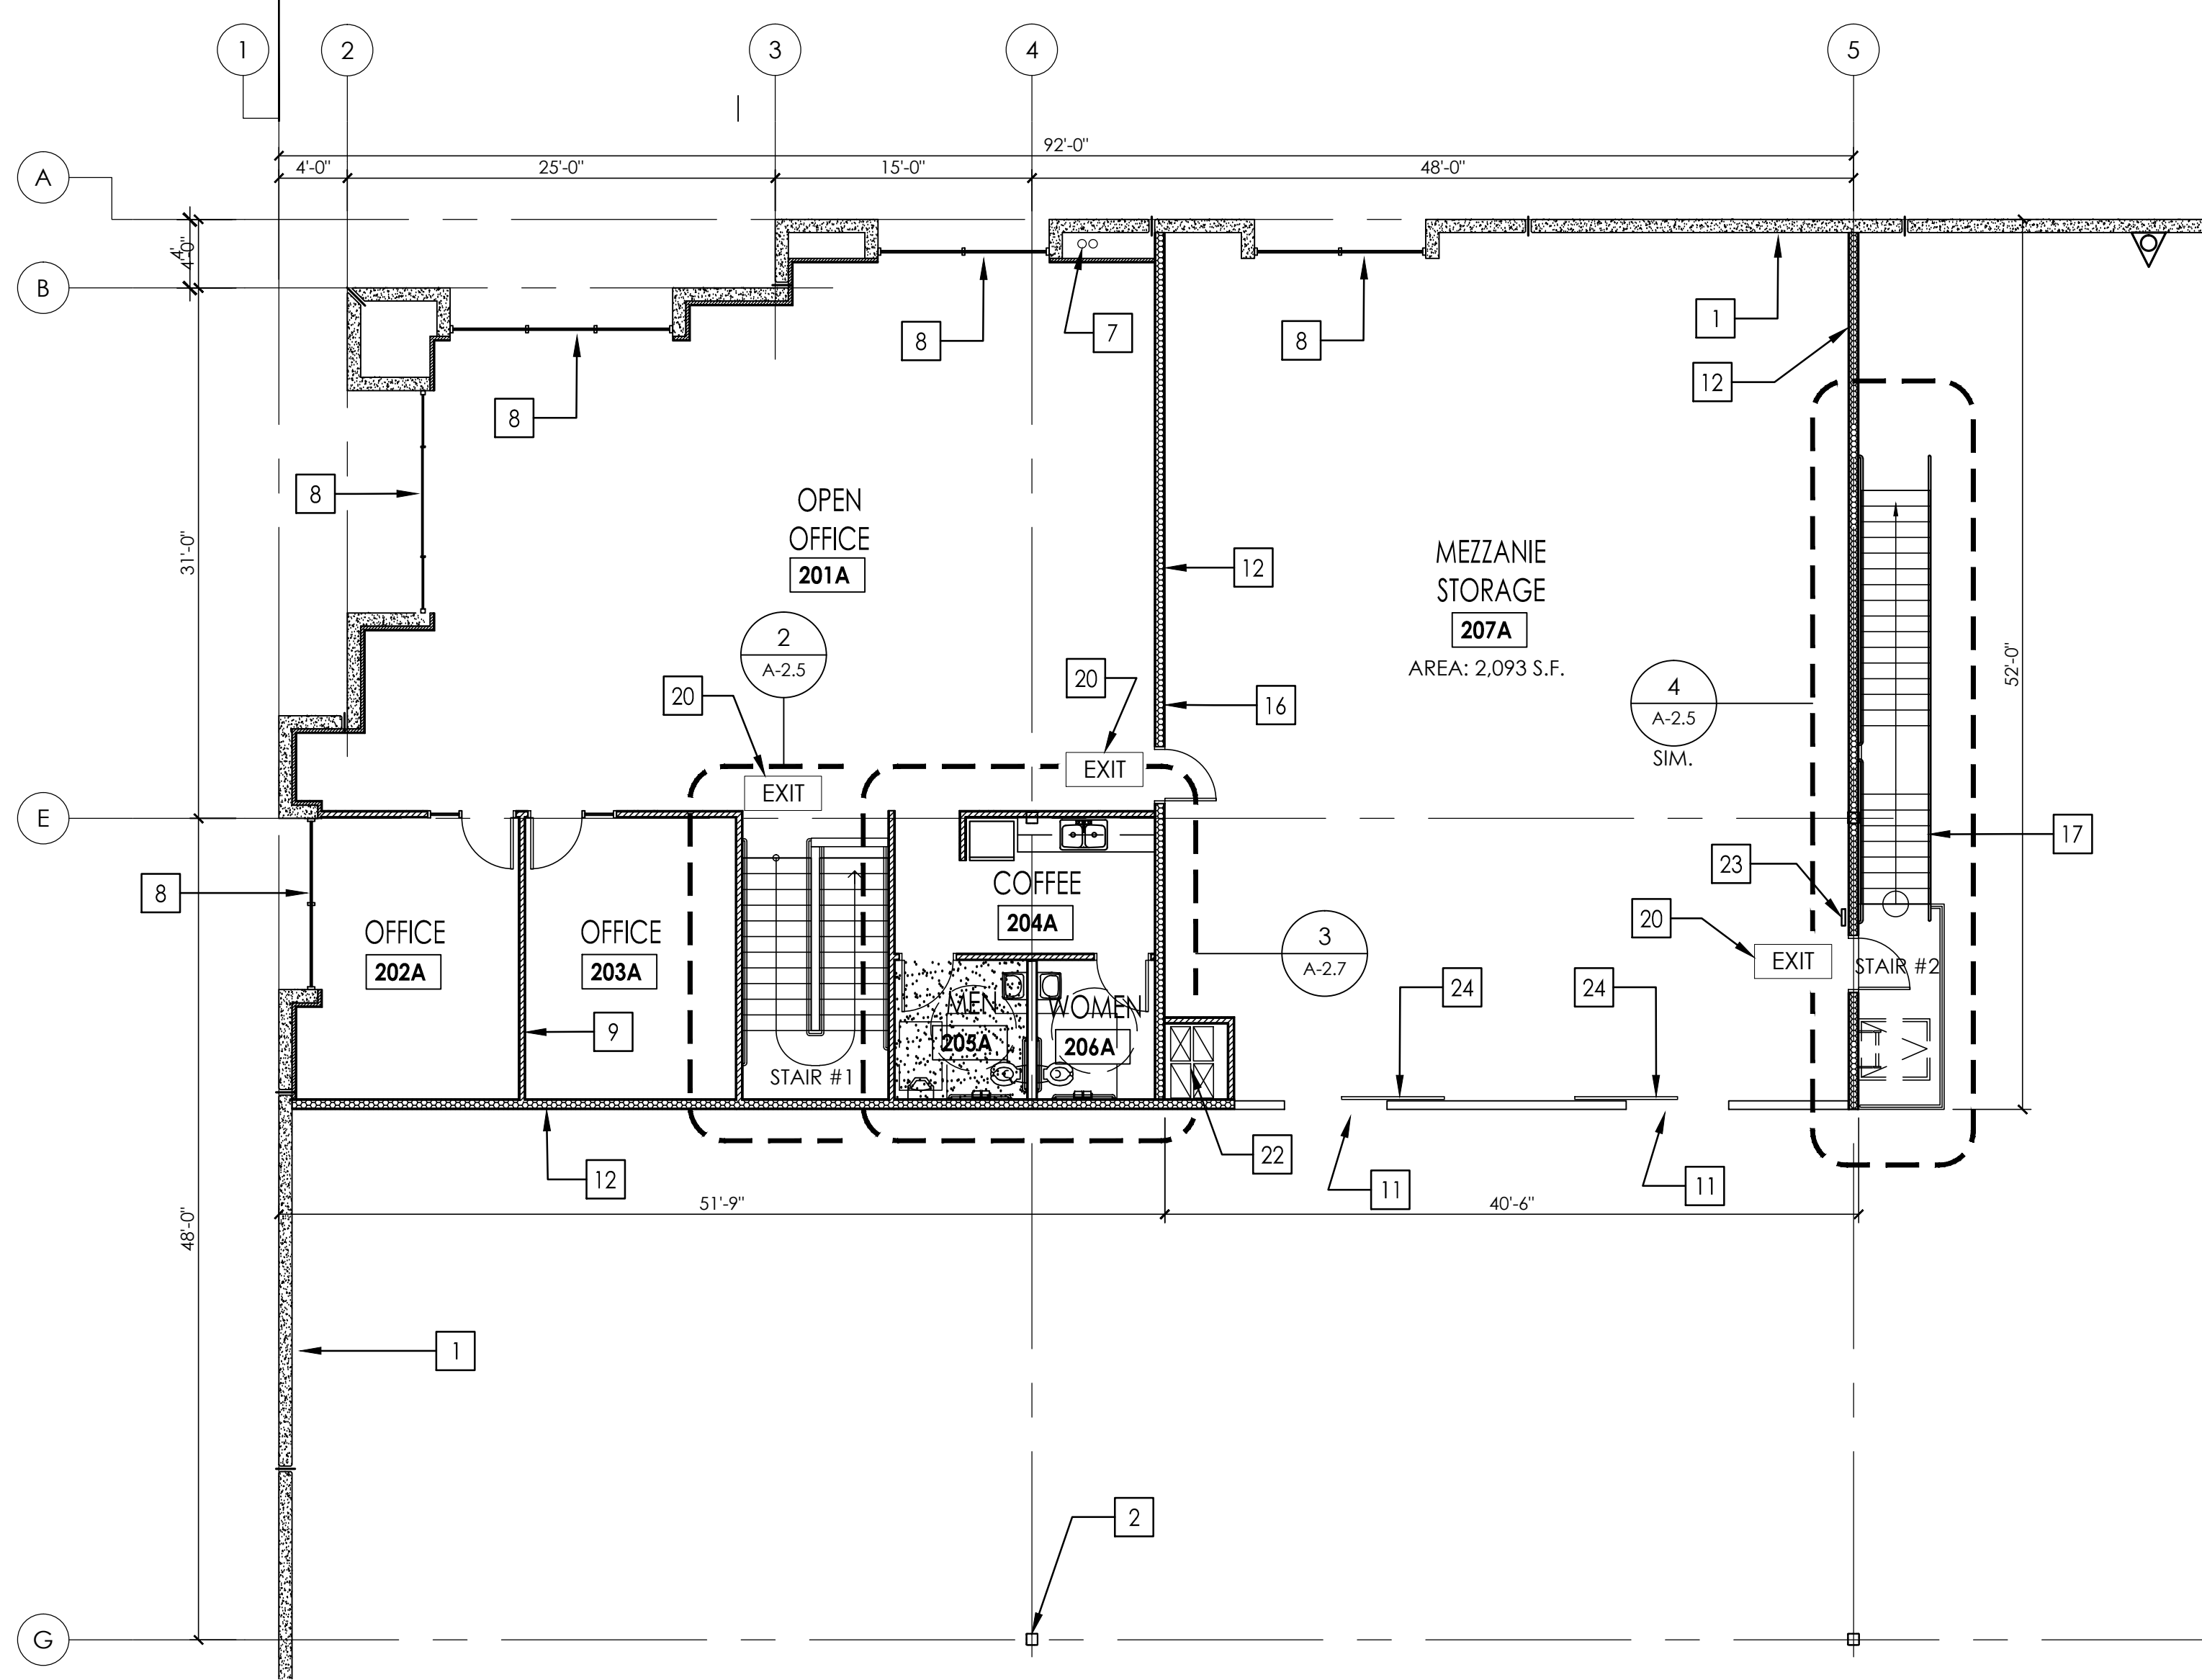 1
2
3
4
5
92'-0"
4'-0"
25'-0"
15'-0"
48'-0"
A
4'
4'-0"
B
8
7
8
1
8
12
8
OPEN
OFFICE
201A
31'-0"
12
MEZZANIE
STORAGE
207A
AREA: 2,093 S.F.
52'-0"
2
A-2.5
20
20
16
4
A-2.5
SIM.
EXIT
EXIT
E
17
8
23
COFFEE
204A
OFFICE
202A
OFFICE
203A
20
3
A-2.7
EXIT
STAIR #2
24
24
9
MEN
205A
WOMEN
206A
STAIR #1
22
12
11
11
51'-9"
40'-6"
48'-0"
1
2
G